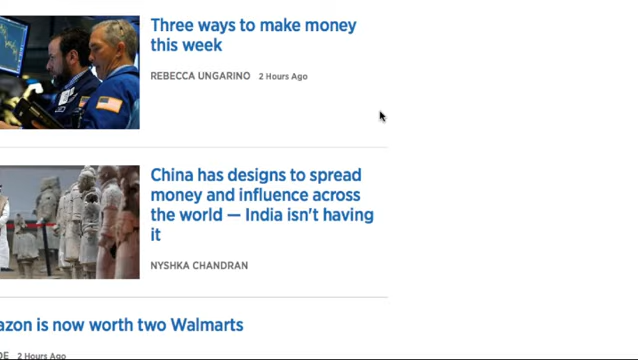 Three ways to make money
this week
REBECCA UNGARINO 2 Hours Ago
China has designs to spread
money and influence across
the world — India isn't having
it
NYSHKA CHANDRAN
azon is now worth two Walmarts
DE 2 Hours Ago